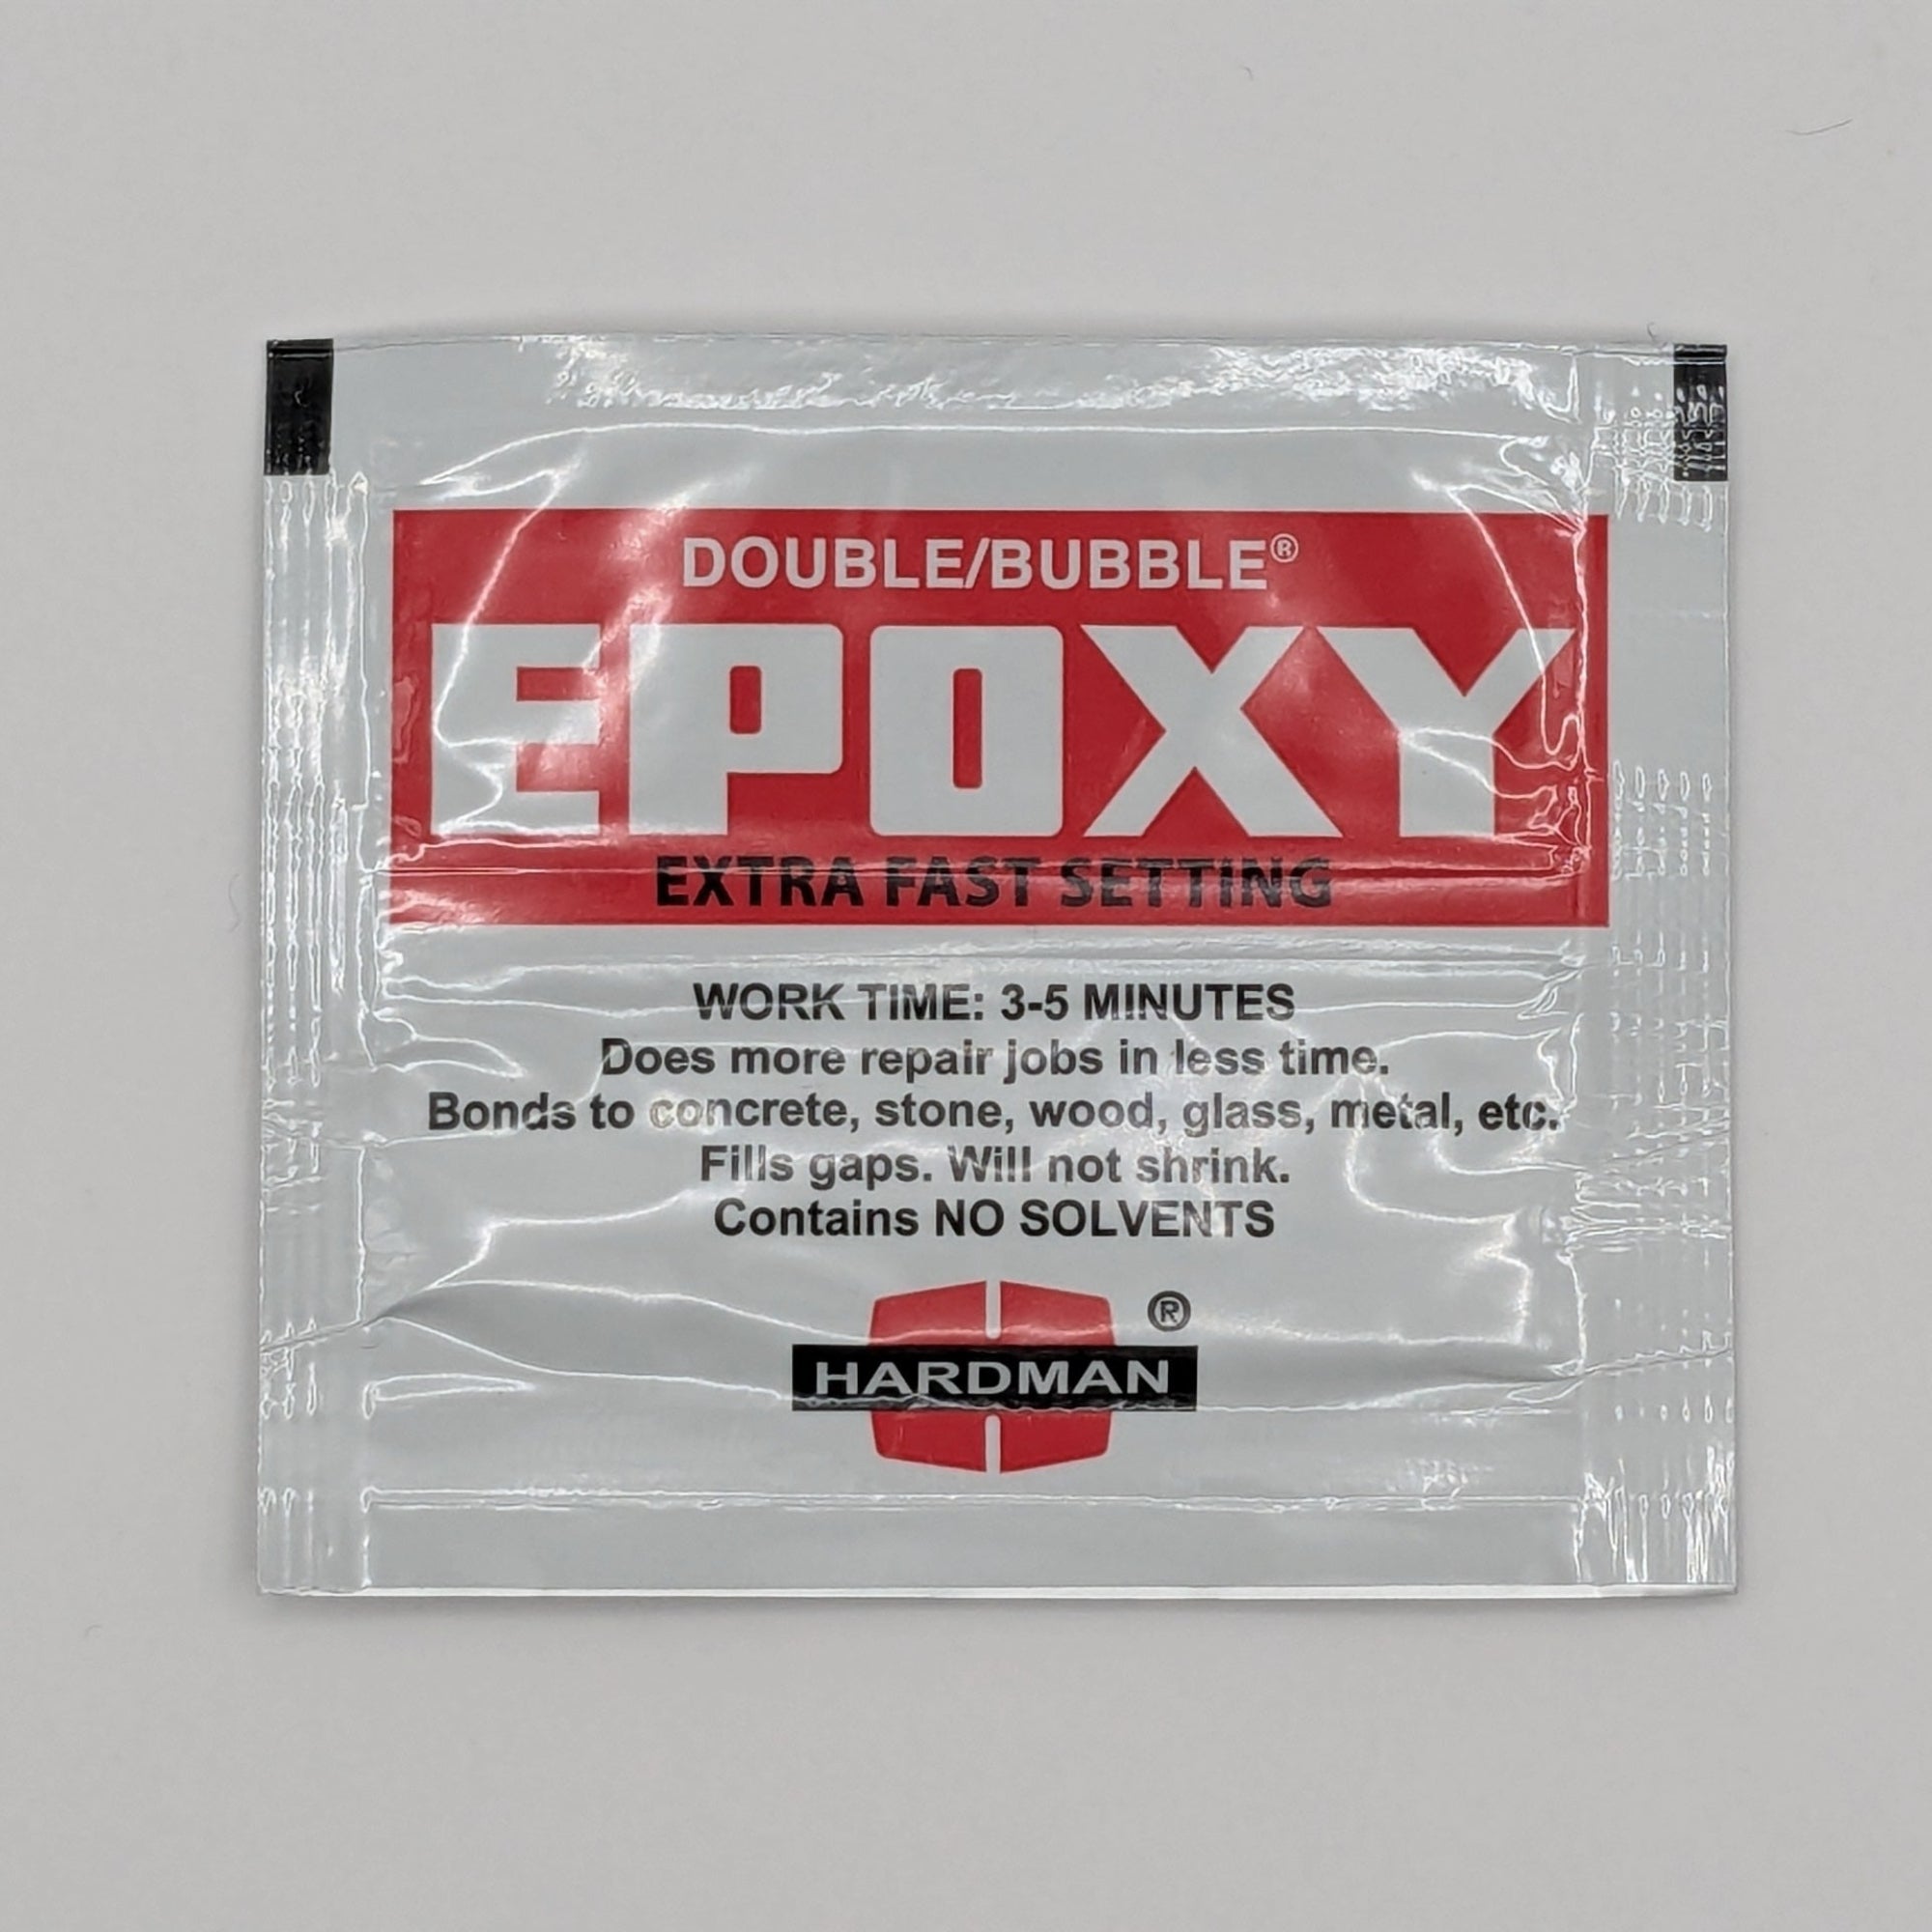 DOUBLE/BUBBLE®
EPOXY
EXTRA FAST SETTING
WORK TIME: 3-5 MINUTES
Does more repair jobs in less time.
Bonds to concrete, stone, wood, glass, metal, etc.
Fills gaps. Will not shrink.
Contains NO SOLVENTS
®
HARDMAN